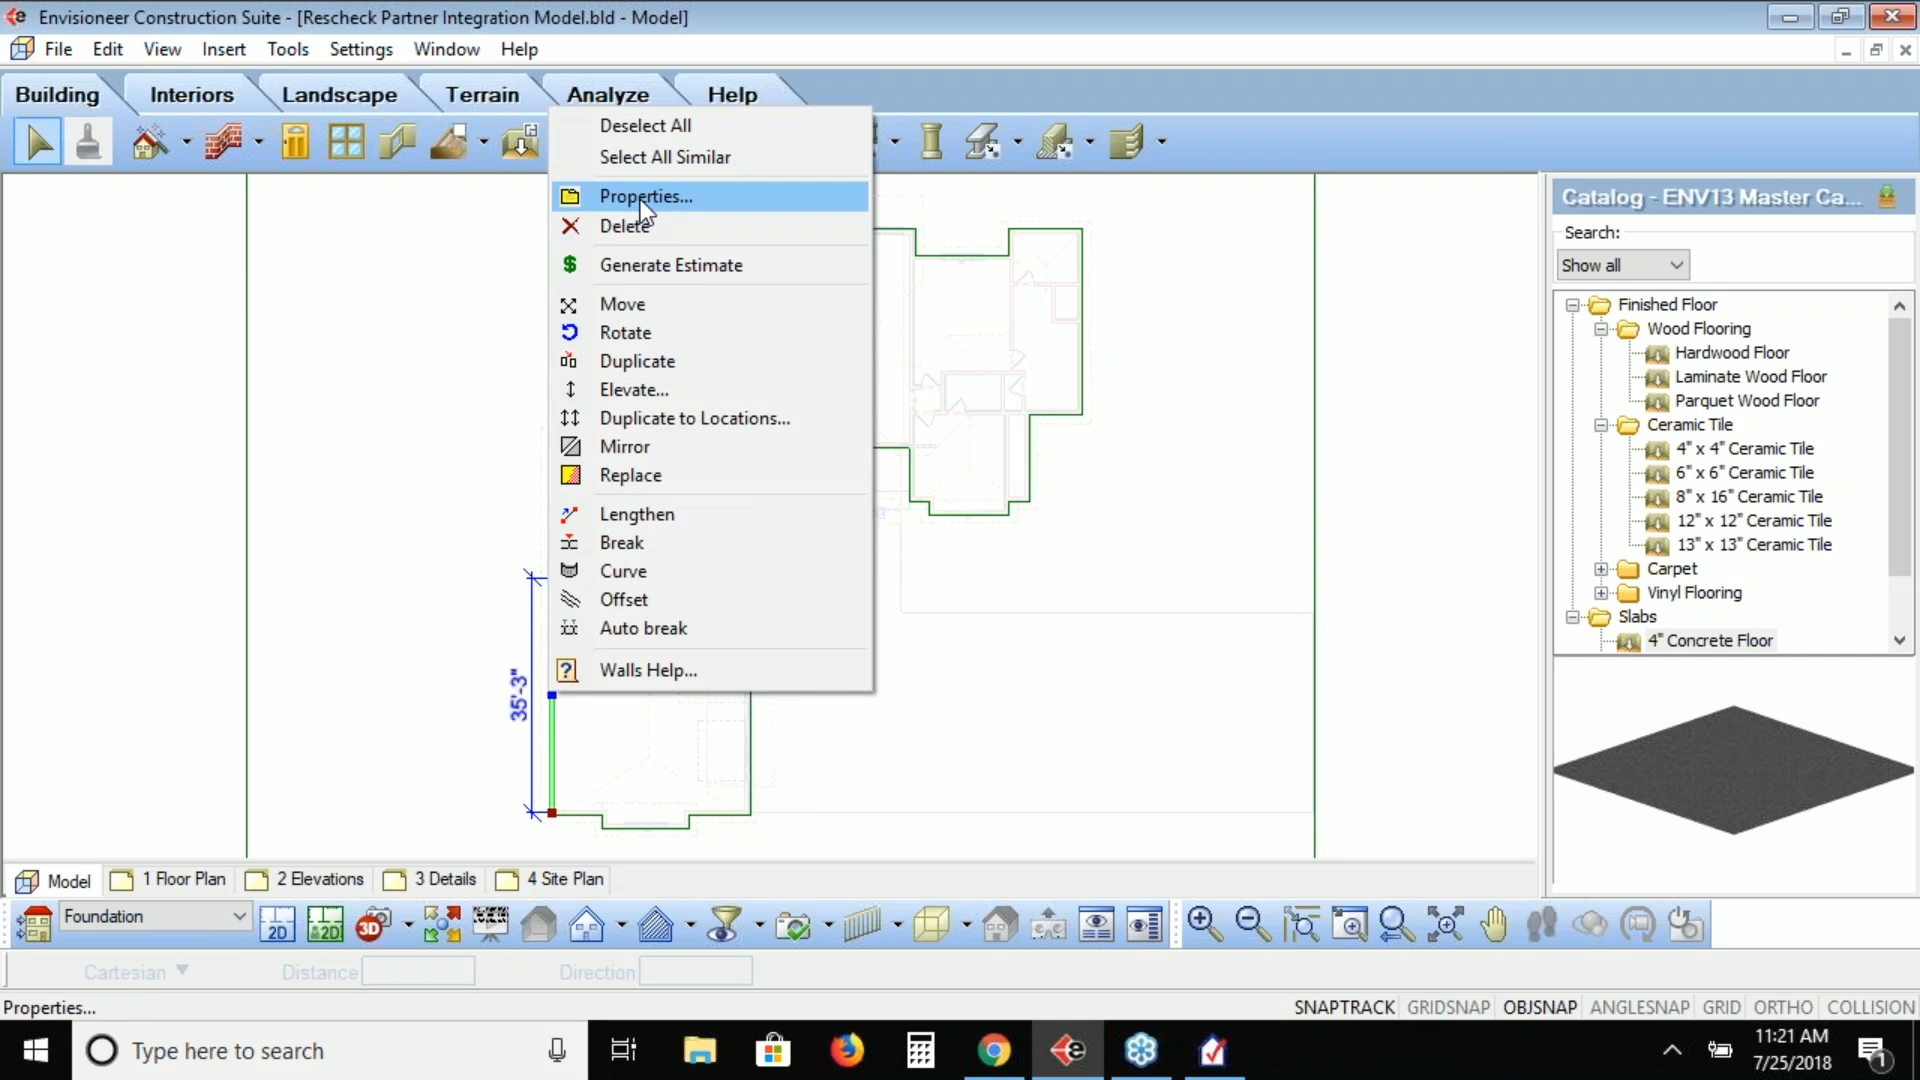 Envisioneer Construction Suite - [Rescheck Partner Integration Model.bld - Model]
File Edit View Insert Tools Settings Window Help
Building Interiors Landscape Terrain Analyze Help
Deselect All
Select All Similar
Properties...
Delete
Generate Estimate
Move
Rotate
Duplicate
Elevate...
Duplicate to Locations...
Mirror
Replace
Lengthen
Break
Curve
Offset
Auto break
Walls Help...
35'-3"
Catalog - ENV13 Master Ca...
Search:
Show all
Finished Floor
Wood Flooring
Hardwood Floor
Laminate Wood Floor
Parquet Wood Floor
Ceramic Tile
4" x 4" Ceramic Tile
6" x 6" Ceramic Tile
8" x 16" Ceramic Tile
12" x 12" Ceramic Tile
13" x 13" Ceramic Tile
Carpet
Vinyl Flooring
Slabs
4" Concrete Floor
Model 1 Floor Plan 2 Elevations 3 Details 4 Site Plan
Foundation 2D 2D 3D
Cartesian Distance Direction
Properties... SNAPTRACK GRIDSNAP OBJSNAP ANGLESNAP GRID ORTHO COLLISION
Type here to search
11:21 AM
7/25/2018
1